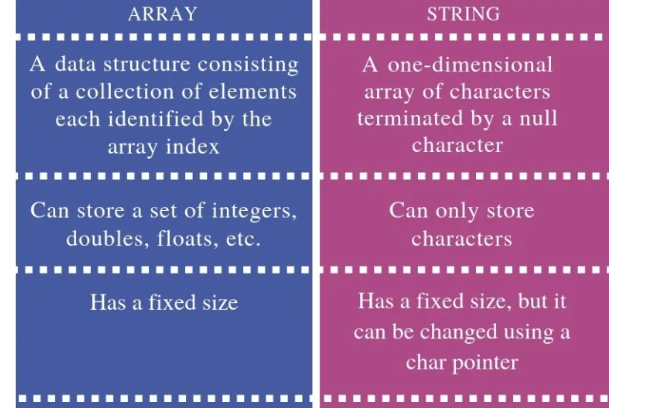 ARRAY
A data structure consisting
of a collection of elements
each identified by the
array index
Can store a set of integers,
doubles, floats, etc.
Has a fixed size
STRING
A one-dimensional
array of characters
terminated by a null
character
Can only store
characters
Has a fixed size, but it
can be changed using a
char pointer